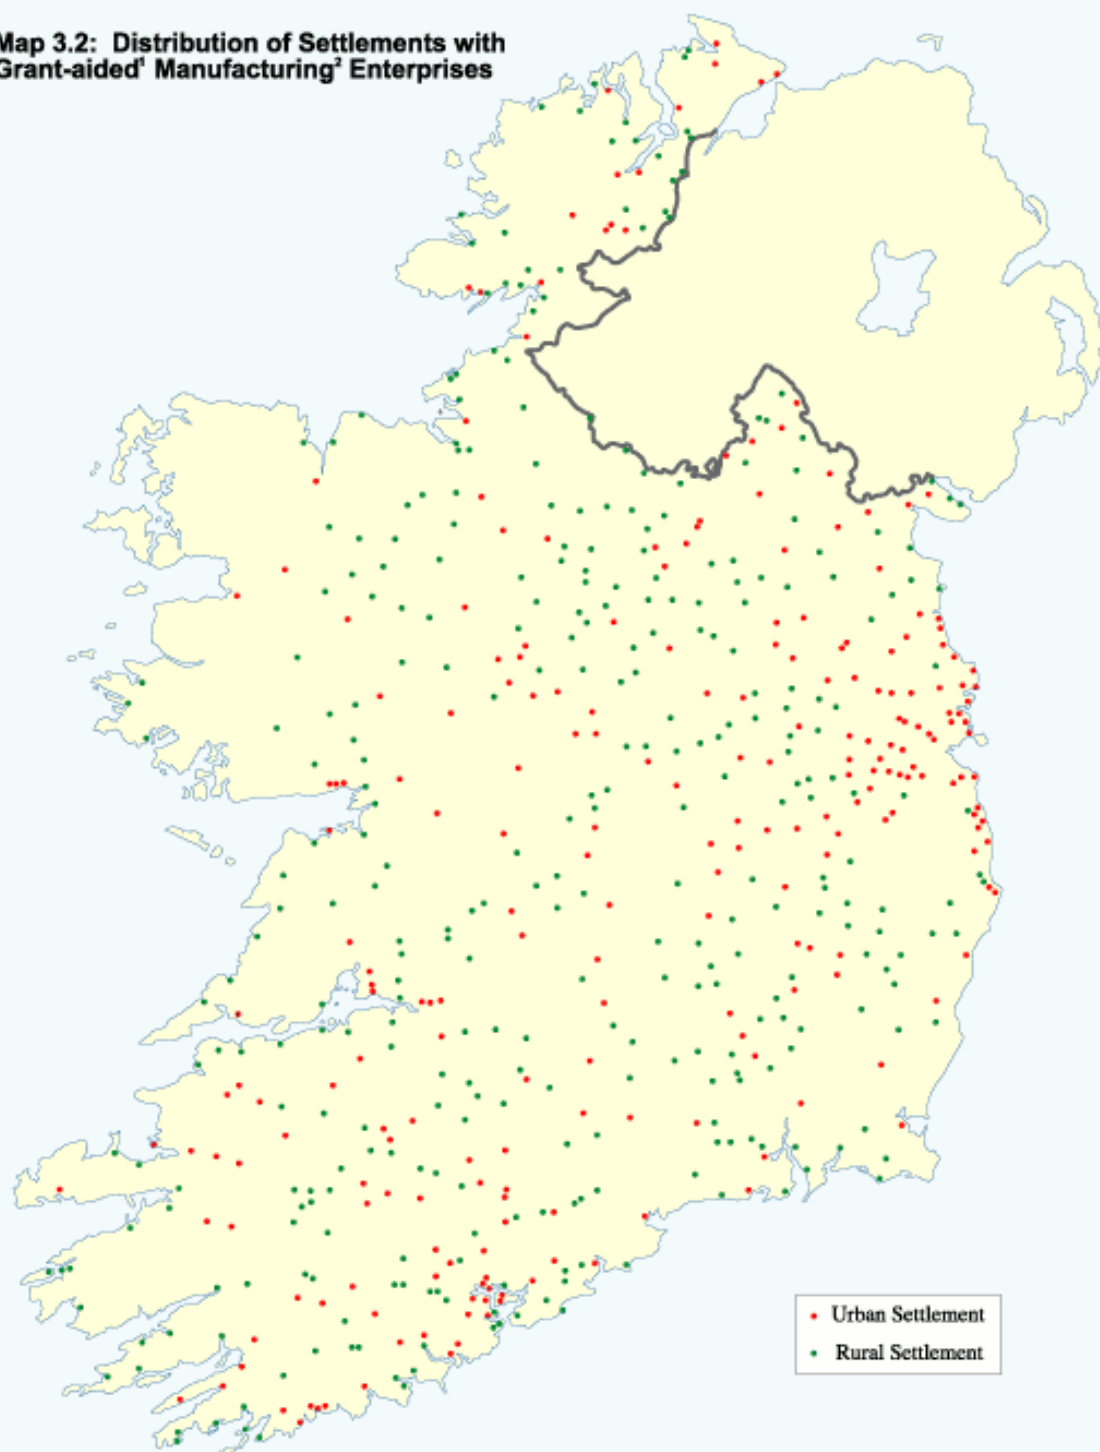 Map 3.2: Distribution of Settlements with
Grant-aided¹ Manufacturing² Enterprises
Urban Settlement
Rural Settlement